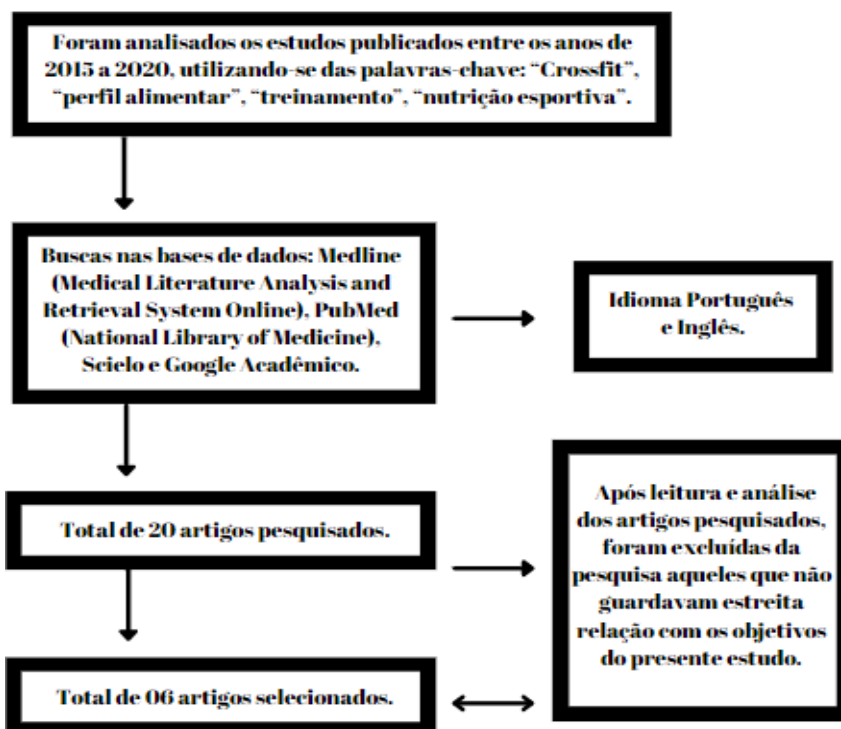 Foram analisados os estudos publicados entre os anos de
2015 a 2020, utilizando-se das palavras-chave: “Crossfit”,
“perfil alimentar”, “treinamento”, “nutrição esportiva”.
Buscas nas bases de dados: Medline
(Medical Literature Analysis and
Retrieval System Online), PubMed
(National Library of Medicine),
Scielo e Google Acadêmico.
Idioma Português
e Inglês.
Total de 20 artigos pesquisados.
Após leitura e análise
dos artigos pesquisados,
foram excluídas da
pesquisa aqueles que não
guardavam estreita
relação com os objetivos
do presente estudo.
Total de 06 artigos selecionados.